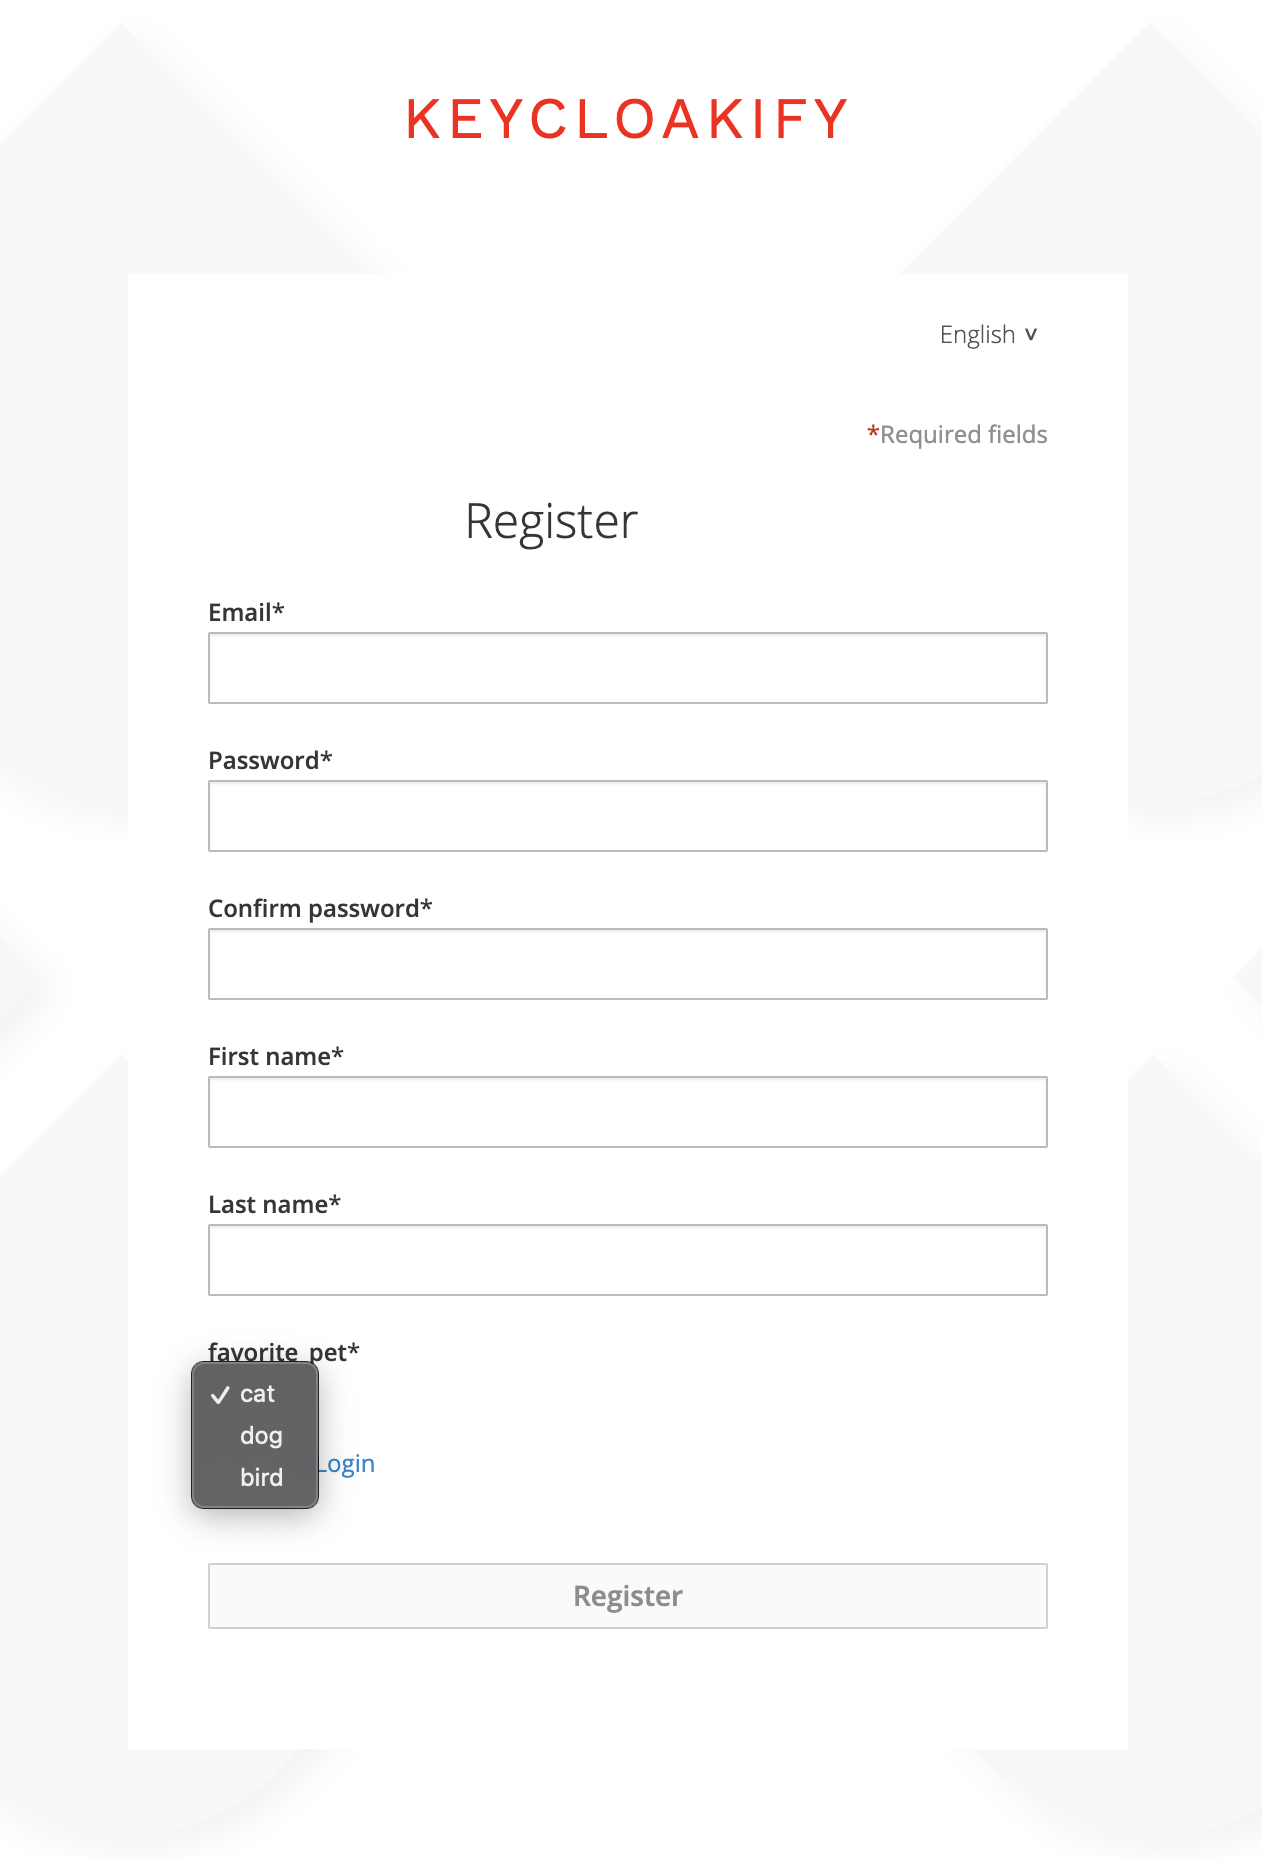 KEYCLOAKIFY
English v
*Required fields
Register
Email*
Password*
Confirm password*
First name*
Last name*
favorite_pet*
✓ cat
dog
bird
Login
Register